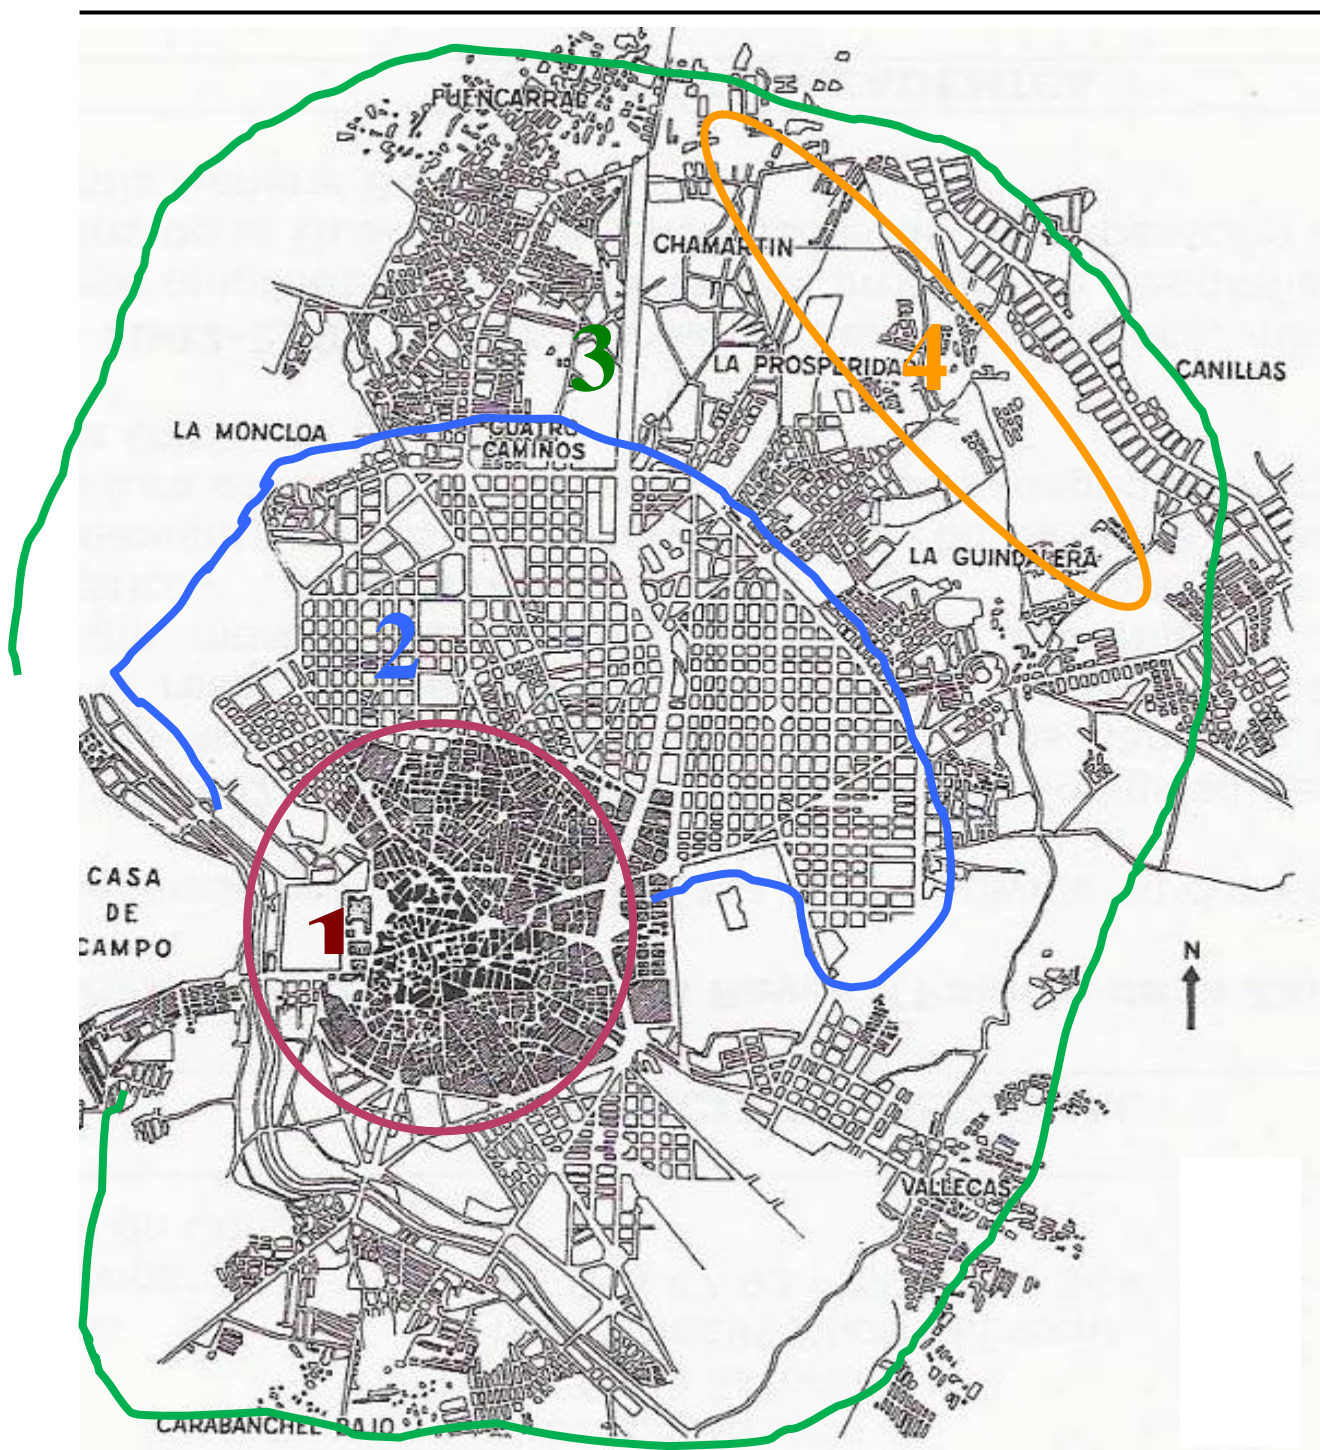 FUENCARRAL
CHAMARTIN
3
LA PROSPERIDAD
4
CANILLAS
LA MONCLOA
CUATRO
CAMINOS
LA GUINDALERA
2
CASA
DE
CAMPO
1
N
VALLECAS
CARABANCHEL BAJO